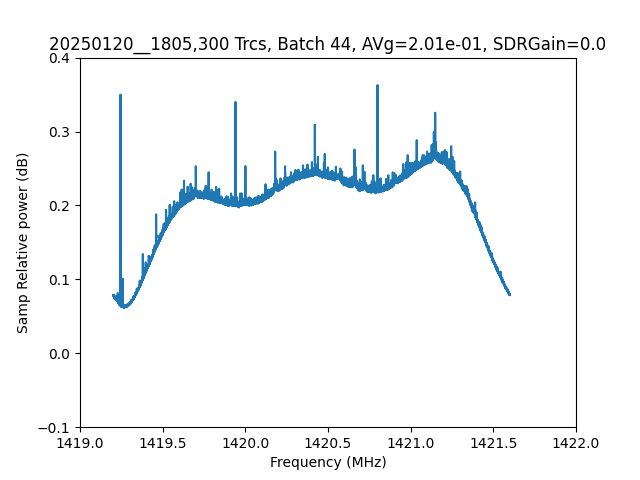 20250120__1805,300 Trcs, Batch 44, AVg=2.01e-01, SDRGain=0.0
0.4
0.3
0.2
0.1
0.0
−0.1
Samp Relative power (dB)
1419.0 1419.5 1420.0 1420.5 1421.0 1421.5 1422.0
Frequency (MHz)